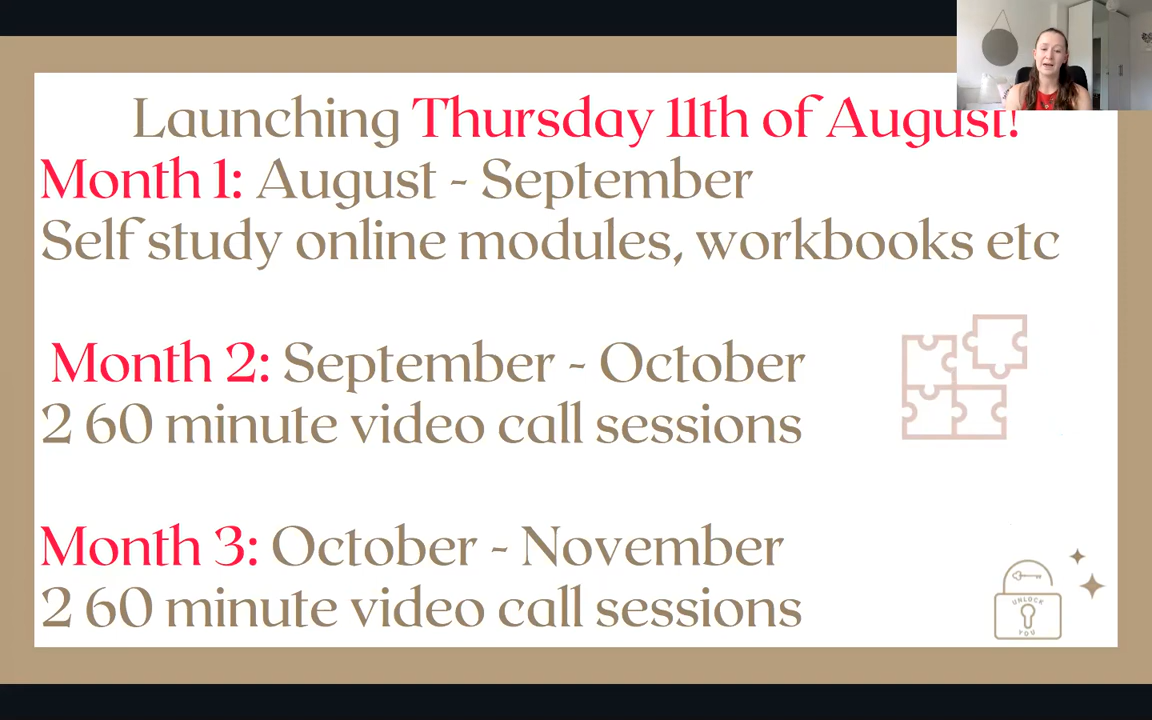 Launching Thursday 11th of August!
Month 1: August - September
Self study online modules, workbooks etc
Month 2: September - October
2 60 minute video call sessions
Month 3: October - November
2 60 minute video call sessions
UNLOCK
YOU